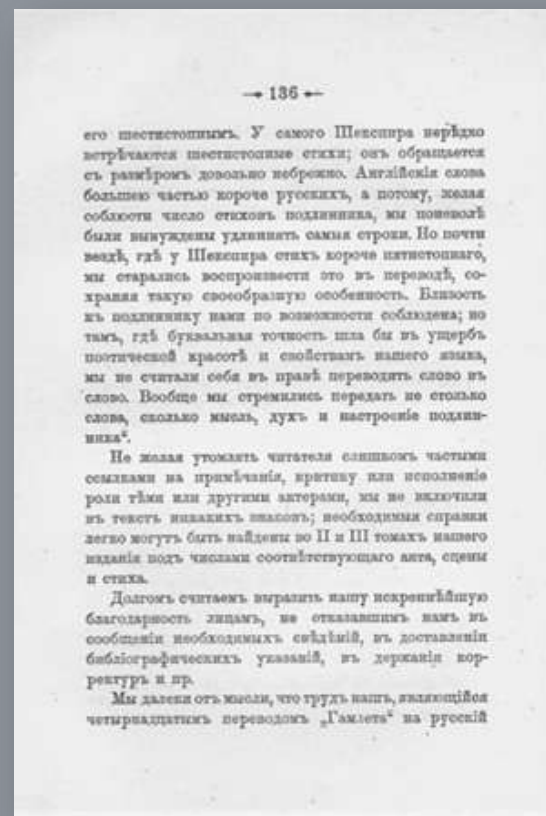 136
его шестистопнымъ. У самого Шекспира нерѣдко
встрѣчаются шестистопные стихи; онъ обращается
съ размѣромъ довольно небрежно. Англійскія слова
большею частью короче русскихъ, а потому, желая
соблюсти число стиховъ подлинника, мы поневолѣ
были вынуждены удлинять самыя строки. Но почти
вездѣ, гдѣ у Шекспира стихъ короче пятистопнаго,
мы старались воспроизвести это въ переводѣ, со-
храняя такую своеобразную особенность. Близость
къ подлиннику нами по возможности соблюдена; но
тамъ, гдѣ буквальная точность шла бы въ ущербъ
поэтической красотѣ и свойствамъ нашего языка,
мы не считали себя въ правѣ переводить слово въ
слово. Вообще мы стремились передать не столько
слова, сколько мысль, духъ и настроеніе подлин-
ника“.
Не желая утомлять читателя слишкомъ частыми
ссылками на примѣчанія, критику или исполненіе
роли тѣми или другими актерами, мы не включили
въ текстъ никакихъ знаковъ; необходимыя справки
легко могутъ быть найдены во II и III томахъ нашего
изданія подъ числами соотвѣтствующаго акта, сцены
и стиха.
Долгомъ считаемъ выразить нашу искреннѣйшую
благодарность лицамъ, не отказавшимъ намъ въ
сообщеніи необходимыхъ свѣдѣній, въ доставленіи
библіографическихъ указаній, въ держаніи кор-
ректуръ и пр.
Мы далеки отъ мысли, что трудъ нашъ, являющійся
четырнадцатымъ переводомъ „Гамлета“ на русскій